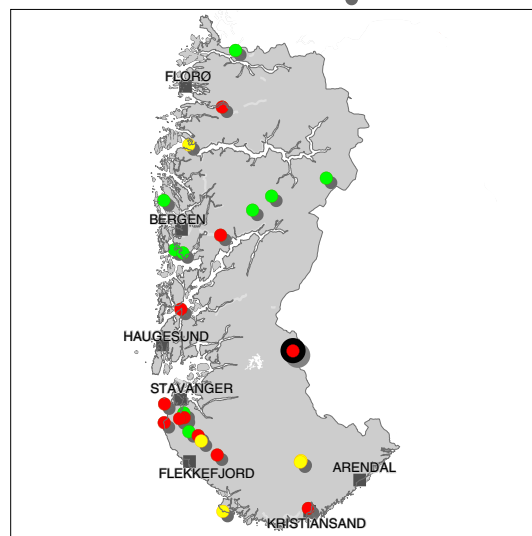 FLORØ
BERGEN
HAUGESUND
STAVANGER
FLEKKEFJORD
ARENDAL
KRISTIANSAND